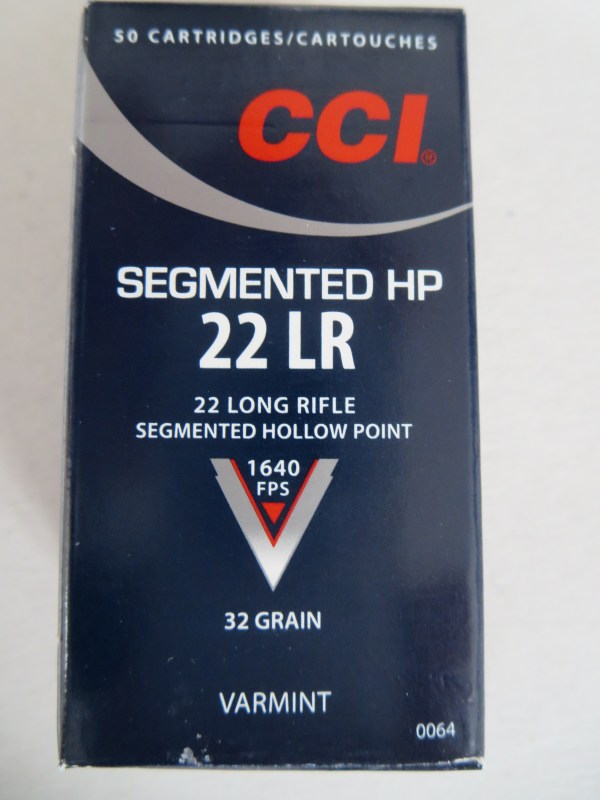 50 CARTRIDGES/CARTOUCHES
CCI®
SEGMENTED HP
22 LR
22 LONG RIFLE
SEGMENTED HOLLOW POINT
1640
FPS
32 GRAIN
VARMINT
0064